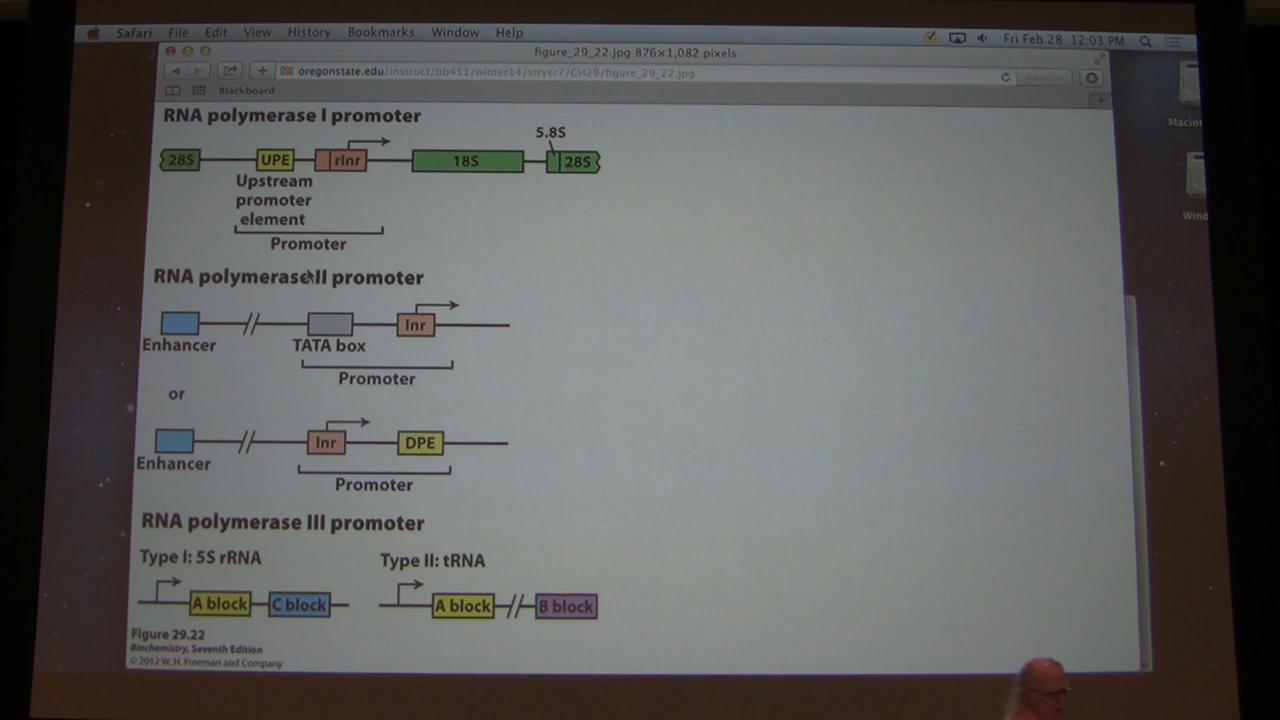 Safari File Edit View History Bookmarks Window Help Fri Feb 28 12:03 PM
figure_29_22.jpg 876×1,082 pixels
oregonstate.edu/instruct/bb451/winter14/stryer7/CH29/figure_29_22.jpg Reader
Blackboard
Macint
Wind
RNA polymerase I promoter
5.8S
28S UPE rInr 18S 28S
Upstream
promoter
element
Promoter
RNA polymerase II promoter
Inr
Enhancer TATA box
Promoter
or
Inr DPE
Enhancer
Promoter
RNA polymerase III promoter
Type I: 5S rRNA Type II: tRNA
A block C block A block B block
Figure 29.22
Biochemistry, Seventh Edition
© 2012 W. H. Freeman and Company